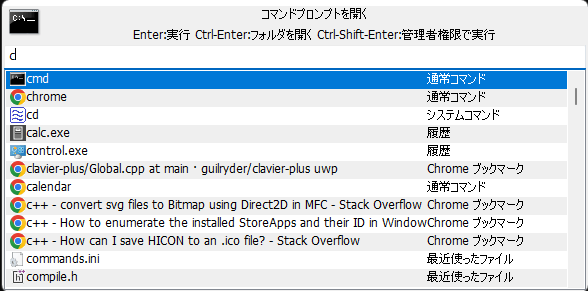 コマンドプロンプトを開く
Enter:実行 Ctrl-Enter:フォルダを開く Ctrl-Shift-Enter:管理者権限で実行
c
cmd 通常コマンド
chrome 通常コマンド
cd システムコマンド
calc.exe 履歴
control.exe 履歴
clavier-plus/Global.cpp at main · guilryder/clavier-plus uwp Chrome ブックマーク
calendar 通常コマンド
c++ - convert svg files to Bitmap using Direct2D in MFC - Stack Overflow Chrome ブックマーク
c++ - How to enumerate the installed StoreApps and their ID in Window Chrome ブックマーク
c++ - How can I save HICON to an .ico file? - Stack Overflow Chrome ブックマーク
commands.ini 最近使ったファイル
compile.h 最近使ったファイル